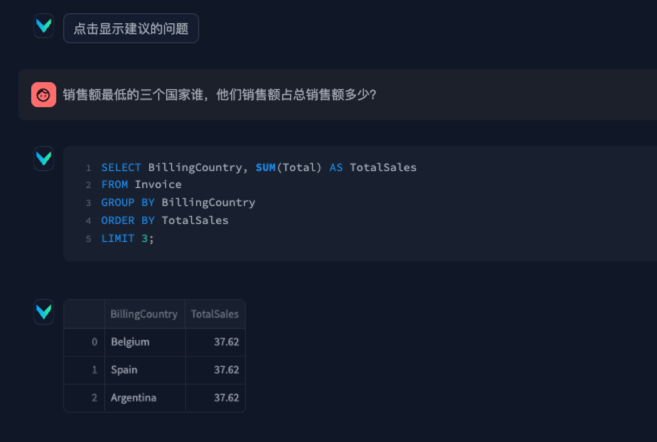 点击显示建议的问题
销售额最低的三个国家谁，他们销售额占总销售额多少？
1 SELECT BillingCountry, SUM(Total) AS TotalSales
2 FROM Invoice
3 GROUP BY BillingCountry
4 ORDER BY TotalSales
5 LIMIT 3;
BillingCountry TotalSales
0 Belgium 37.62
1 Spain 37.62
2 Argentina 37.62